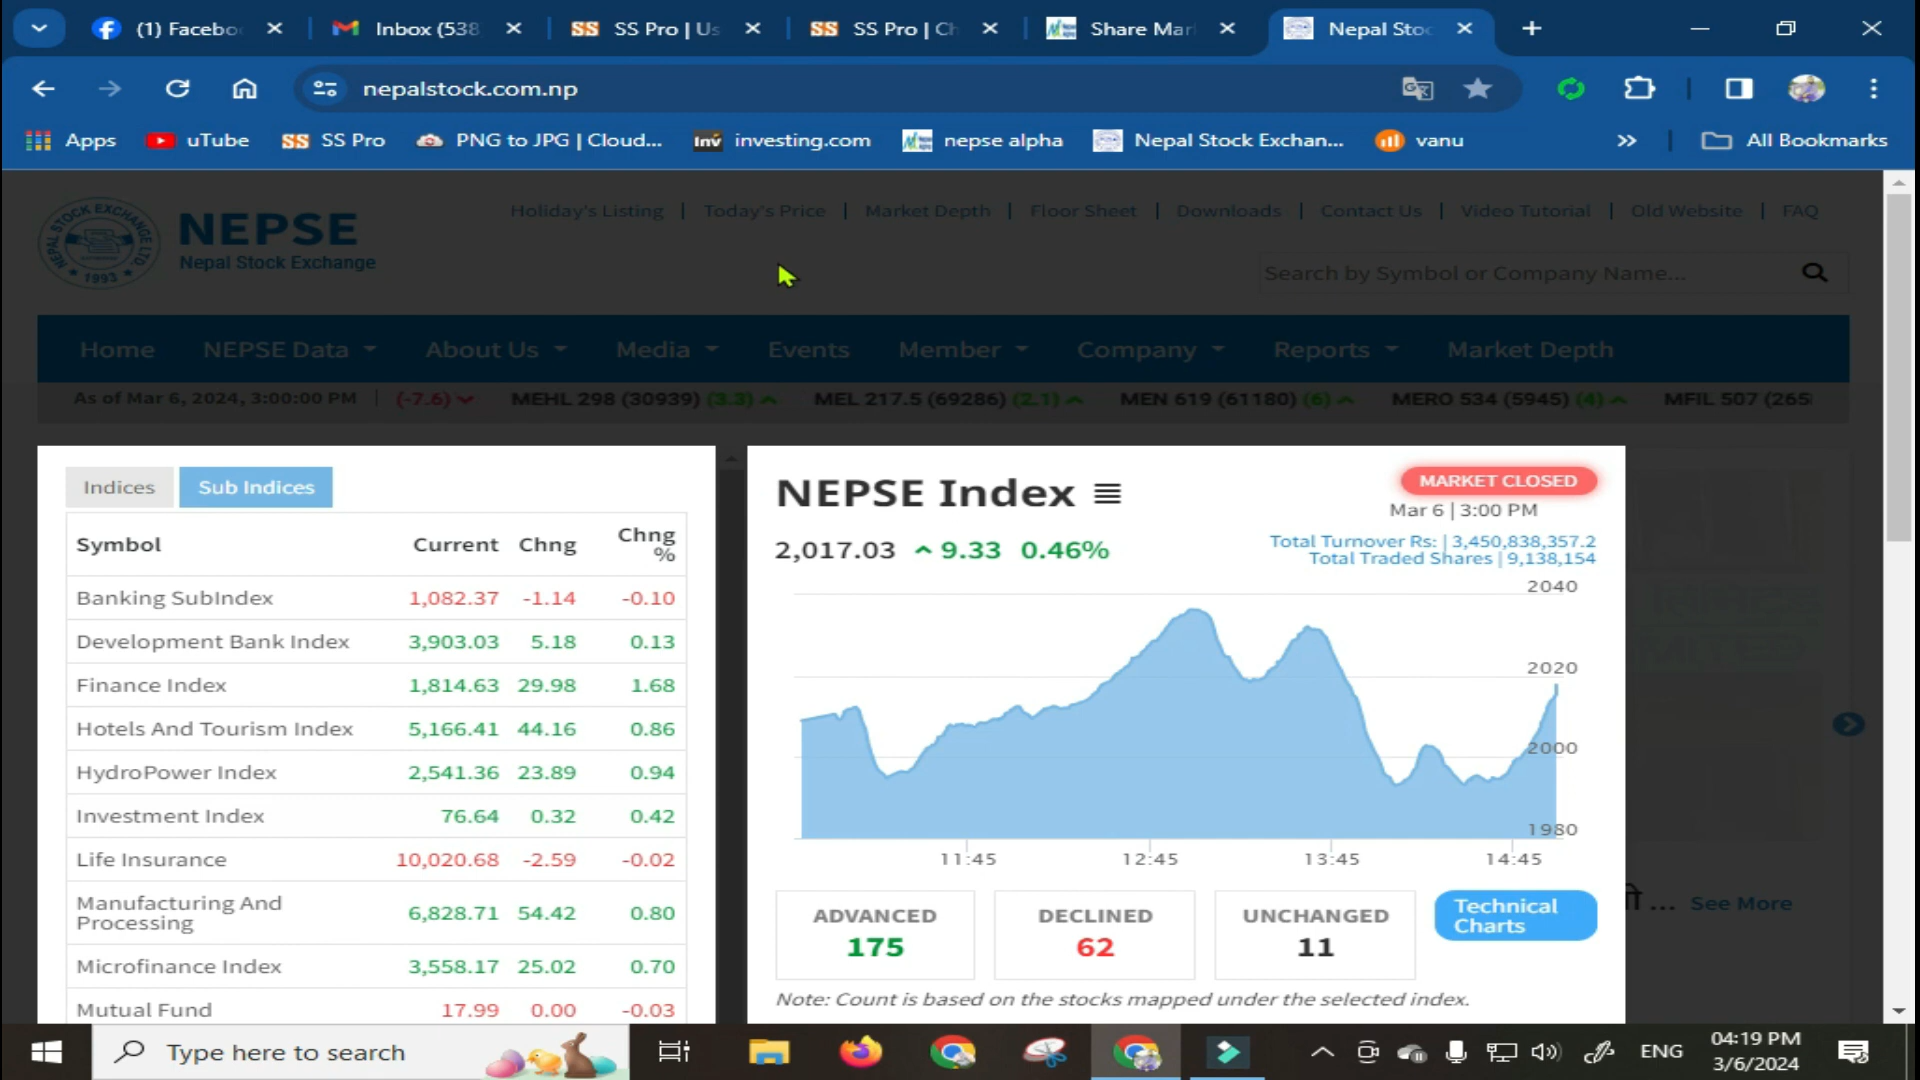 (1) Facebo
Inbox (538
SS Pro | Us
SS Pro | Ch
Share Mar
Nepal Stoc
nepalstock.com.np
Apps
uTube
SS SS Pro
PNG to JPG | Cloud...
Inv investing.com
nepse alpha
Nepal Stock Exchan...
vanu
All Bookmarks
NEPAL STOCK EXCHANGE LTD.
1993
NEPSE
Nepal Stock Exchange
Holiday's Listing | Today's Price | Market Depth | Floor Sheet | Downloads | Contact Us | Video Tutorial | Old Website | FAQ
Search by Symbol or Company Name...
Home NEPSE Data About Us Media Events Member Company Reports Market Depth
As of Mar 6, 2024, 3:00:00 PM | (-7.6) MEHL 298 (30939) (3.3) MEL 217.5 (69286) (2.1) MEN 619 (61180) (6) MERO 534 (5945) (4) MFIL 507 (265
Indices Sub Indices
Symbol Current Chng Chng %
Banking SubIndex 1,082.37 -1.14 -0.10
Development Bank Index 3,903.03 5.18 0.13
Finance Index 1,814.63 29.98 1.68
Hotels And Tourism Index 5,166.41 44.16 0.86
HydroPower Index 2,541.36 23.89 0.94
Investment Index 76.64 0.32 0.42
Life Insurance 10,020.68 -2.59 -0.02
Manufacturing And Processing 6,828.71 54.42 0.80
Microfinance Index 3,558.17 25.02 0.70
Mutual Fund 17.99 0.00 -0.03
NEPSE Index
MARKET CLOSED
Mar 6 | 3:00 PM
2,017.03 9.33 0.46%
Total Turnover Rs: | 3,450,838,357.2
Total Traded Shares | 9,138,154
2040
2020
2000
1980
11:45 12:45 13:45 14:45
ADVANCED
175
DECLINED
62
UNCHANGED
11
Technical
Charts
Note: Count is based on the stocks mapped under the selected index.
See More
Type here to search
ENG
04:19 PM
3/6/2024